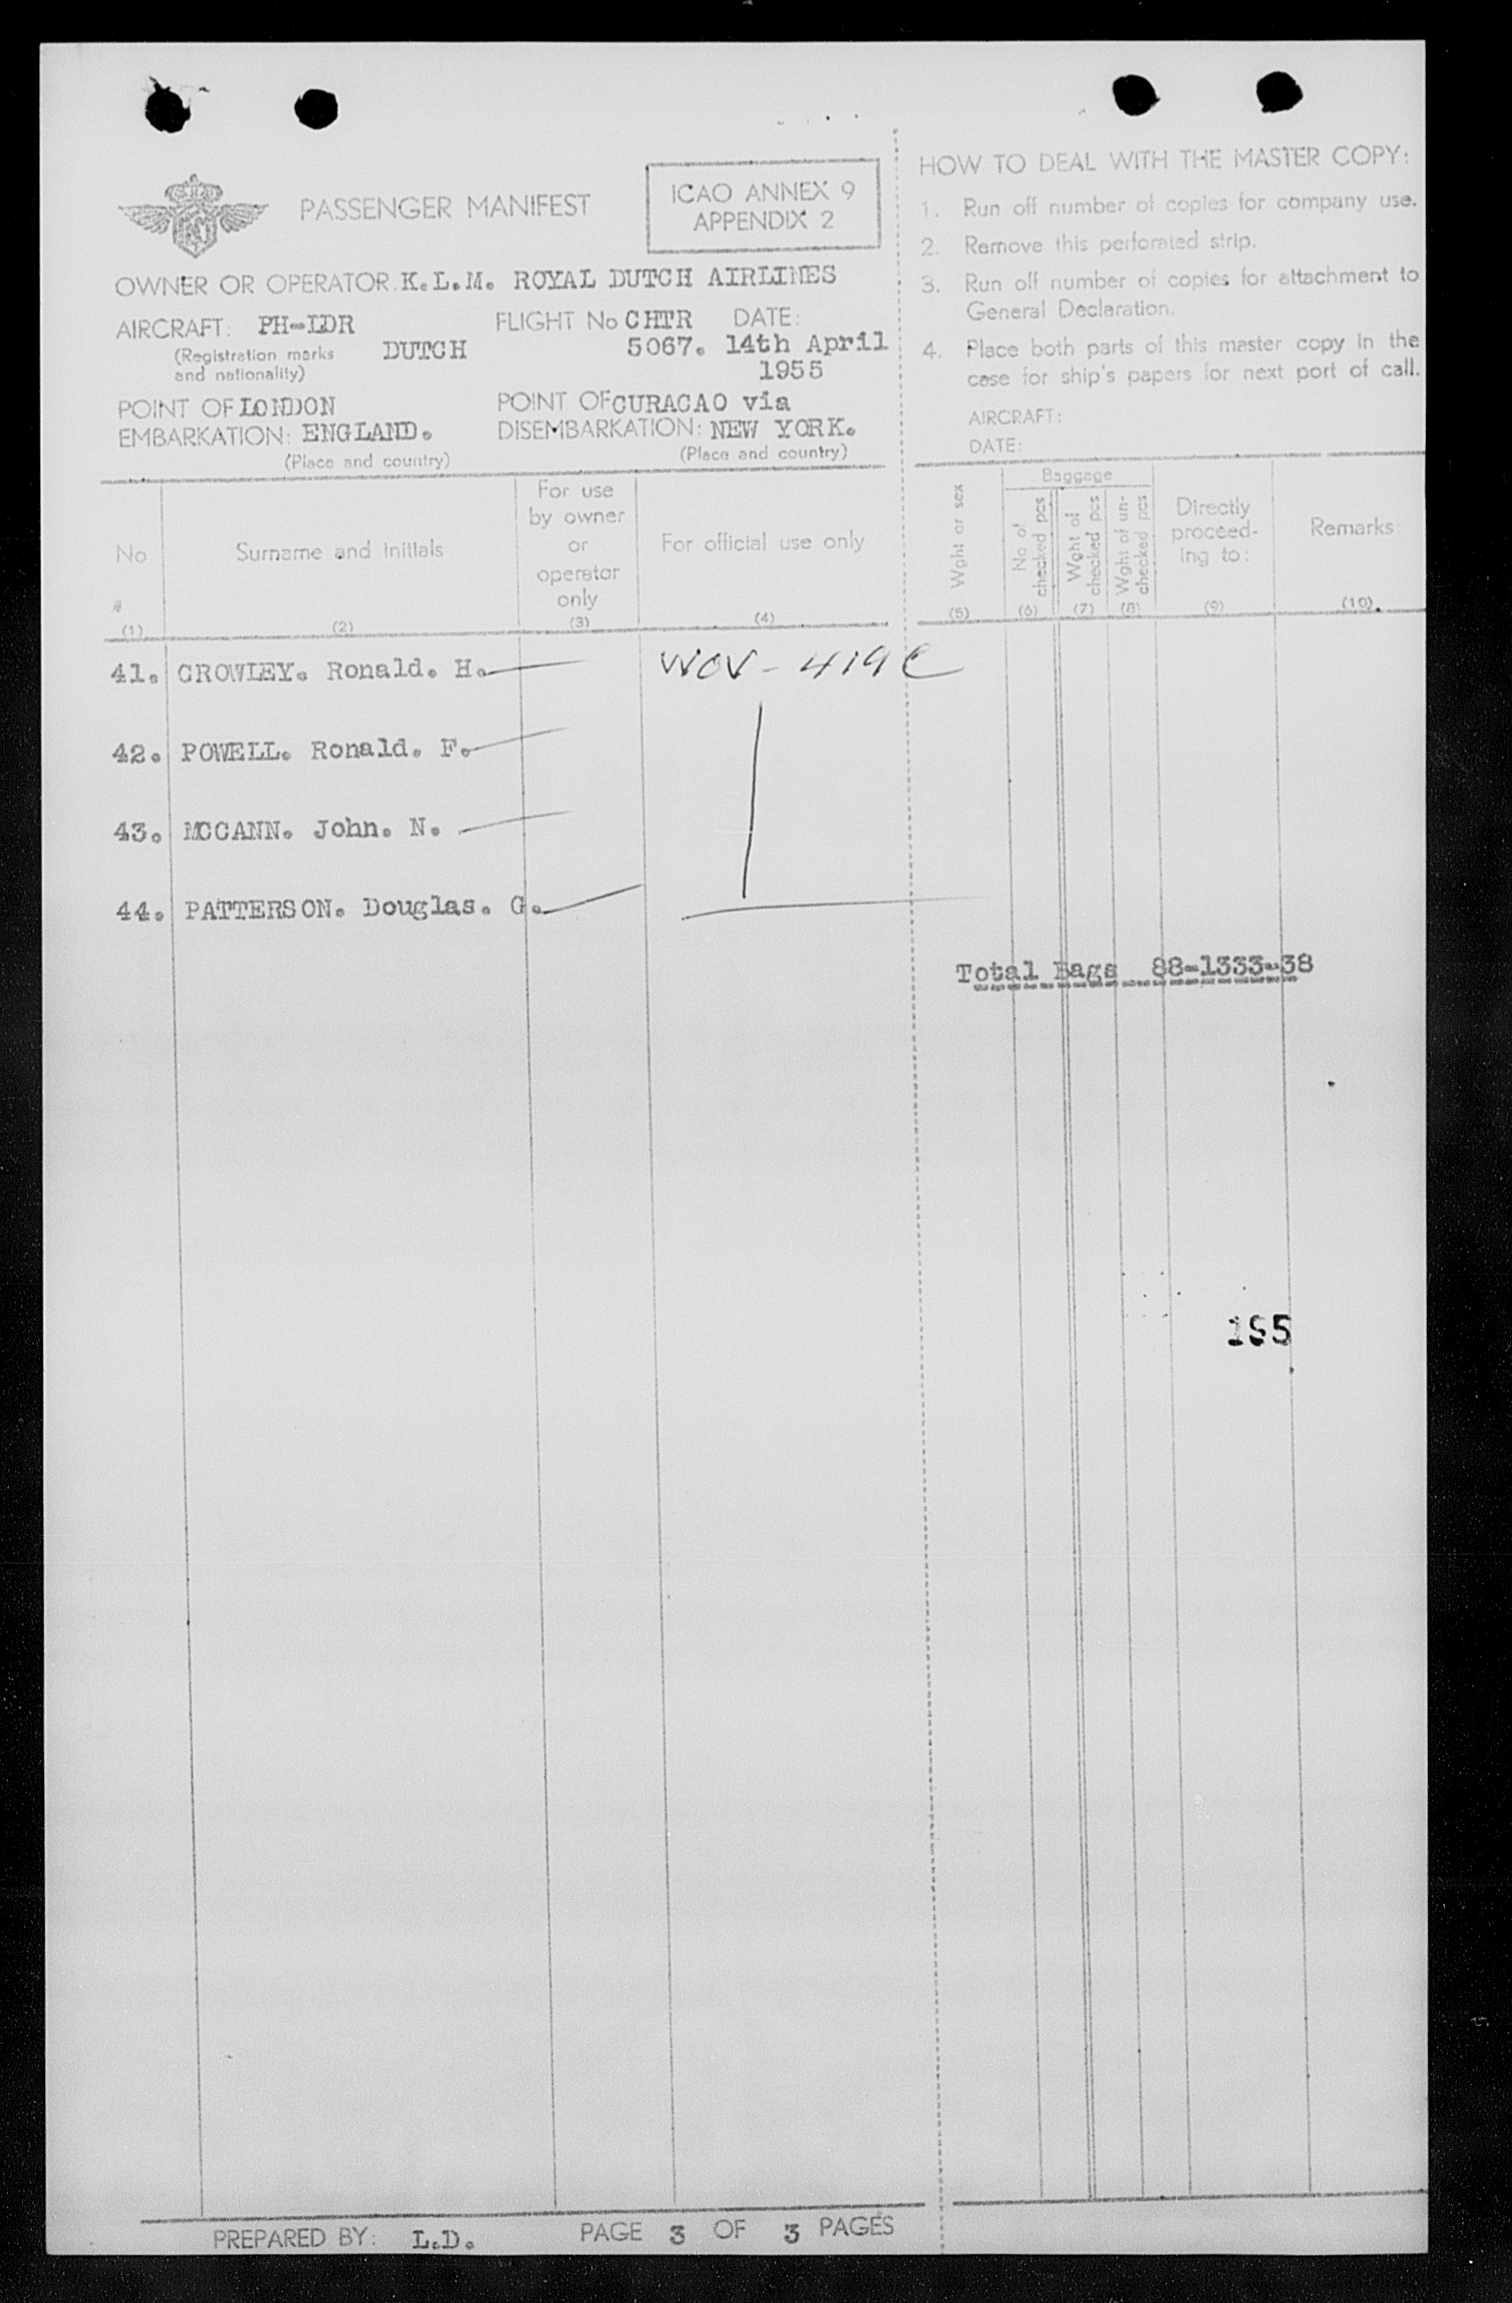 PASSENGER MANIFEST
ICAO ANNEX 9
APPENDIX 2
OWNER OR OPERATOR. K.L.M. ROYAL DUTCH AIRLINES
AIRCRAFT: PH-LDR
(Registration marks
and nationality)
DUTCH
FLIGHT No CHTR
5067.
DATE:
14th April
1955
POINT OF LONDON
EMBARKATION: ENGLAND.
(Place and country)
POINT OF CURACAO via
DISEMBARKATION: NEW YORK.
(Place and country)
HOW TO DEAL WITH THE MASTER COPY:
1. Run off number of copies for company use.
2. Remove this perforated strip.
3. Run off number of copies for attachment to
General Declaration.
4. Place both parts of this master copy in the
case for ship's papers for next port of call.
AIRCRAFT:
DATE:
No
(1)
Surname and initials
(2)
For use
by owner
or
operator
only
(3)
For official use only
(4)
Wght or sex
(5)
Baggage
No of
checked pcs
(6)
Wght of
checked pcs
(7)
Wght of un-
checked pcs
(8)
Directly
proceed-
ing to:
(9)
Remarks
(10)
41. CROWLEY. Ronald. H.
42. POWELL. Ronald. F.
43. MCCANN. John. N.
44. PATTERSON. Douglas. G.
Total Bags 88-1333-38
PREPARED BY: L.D.
PAGE 3 OF 3 PAGES